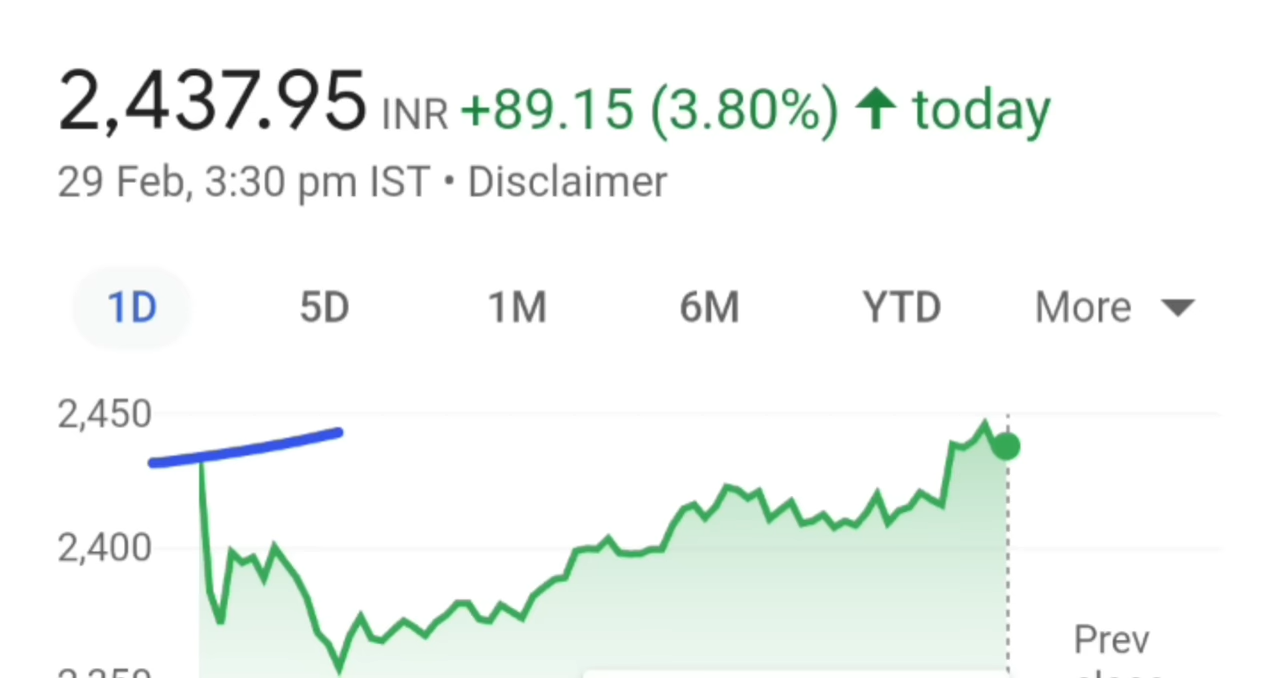 2,437.95 INR +89.15 (3.80%) ↑ today
29 Feb, 3:30 pm IST • Disclaimer
1D 5D 1M 6M YTD More
2,450
2,400
Prev